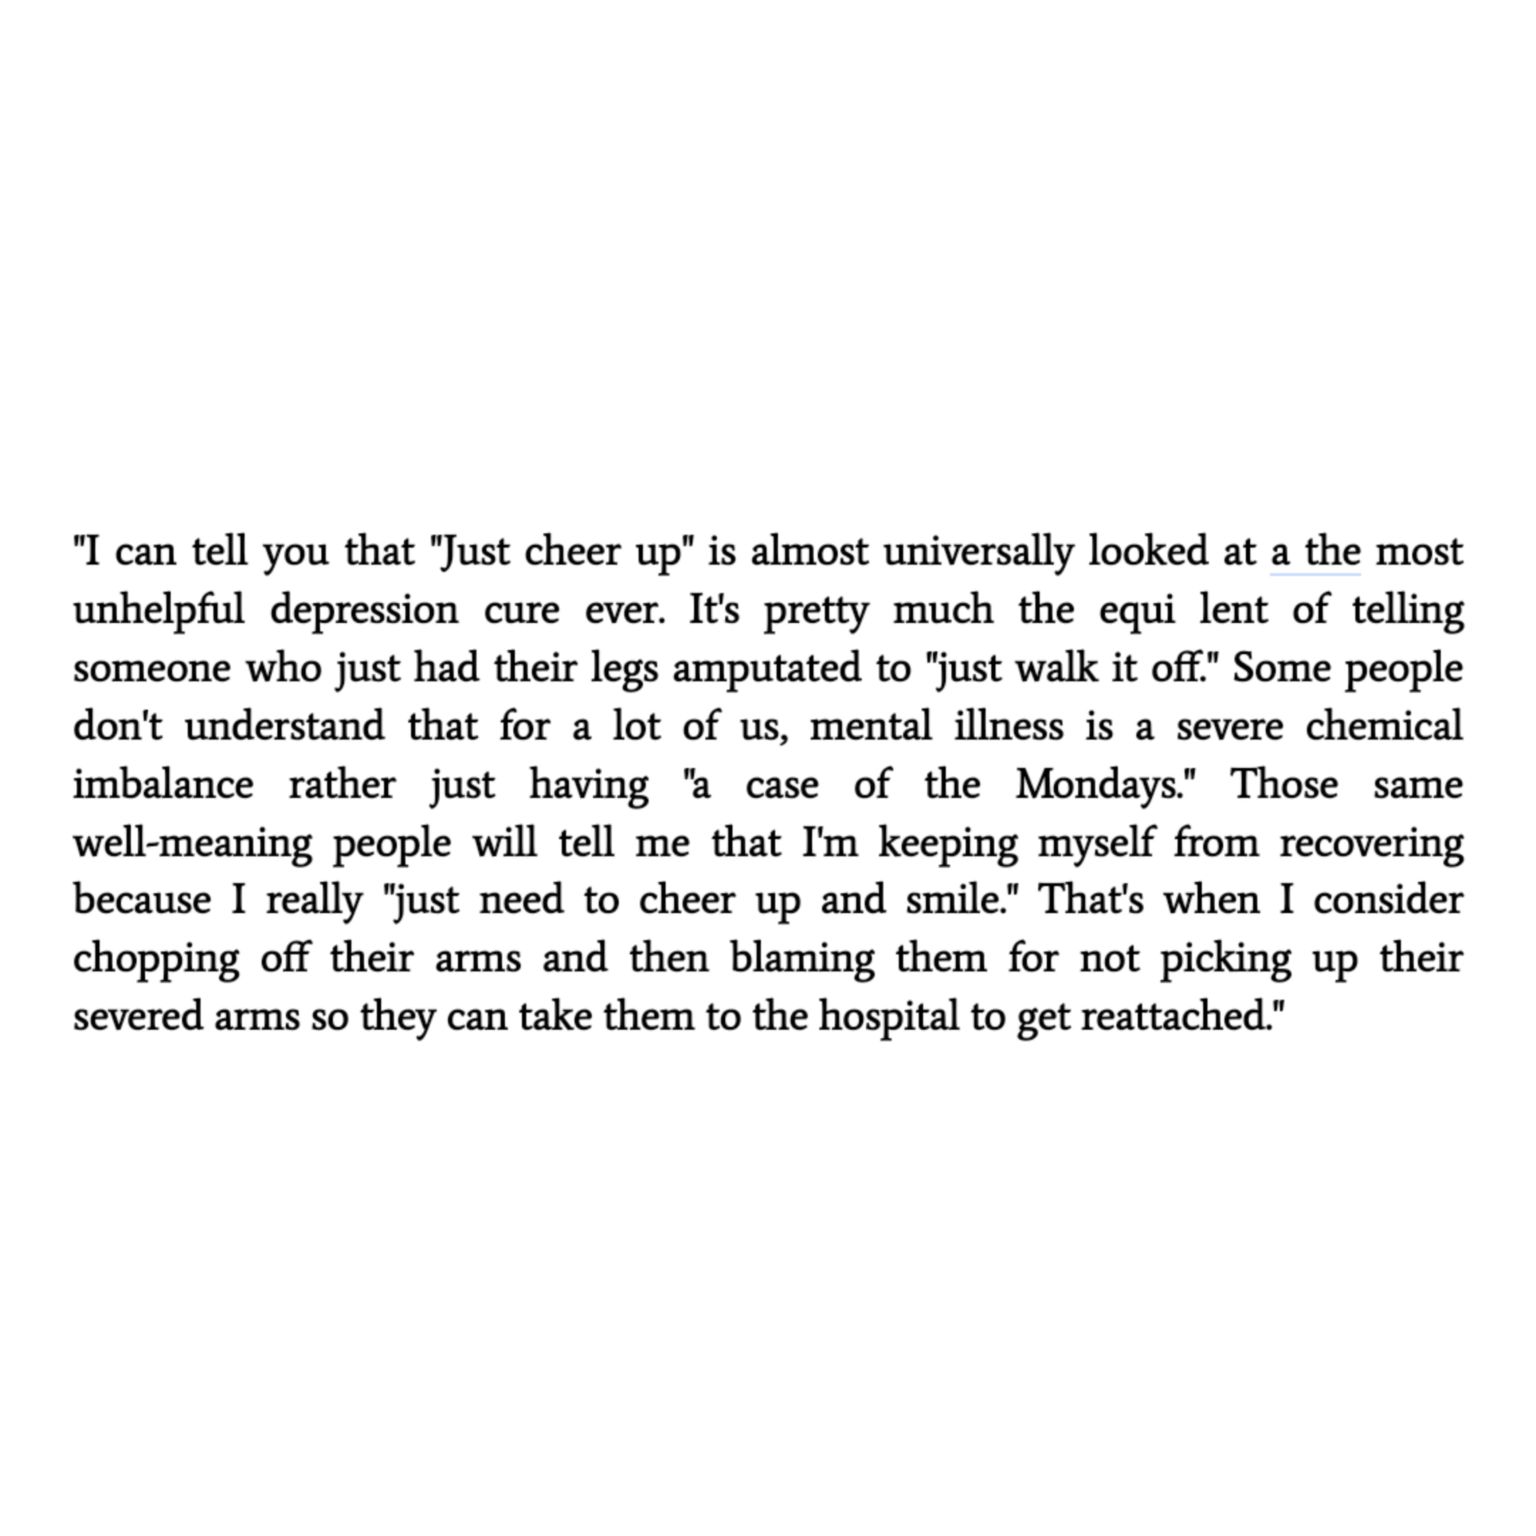 "I can tell you that "Just cheer up" is almost universally looked at a the most
unhelpful depression cure ever. It's pretty much the equi lent of telling
someone who just had their legs amputated to "just walk it off." Some people
don't understand that for a lot of us, mental illness is a severe chemical
imbalance rather just having "a case of the Mondays." Those same
well-meaning people will tell me that I'm keeping myself from recovering
because I really "just need to cheer up and smile." That's when I consider
chopping off their arms and then blaming them for not picking up their
severed arms so they can take them to the hospital to get reattached."